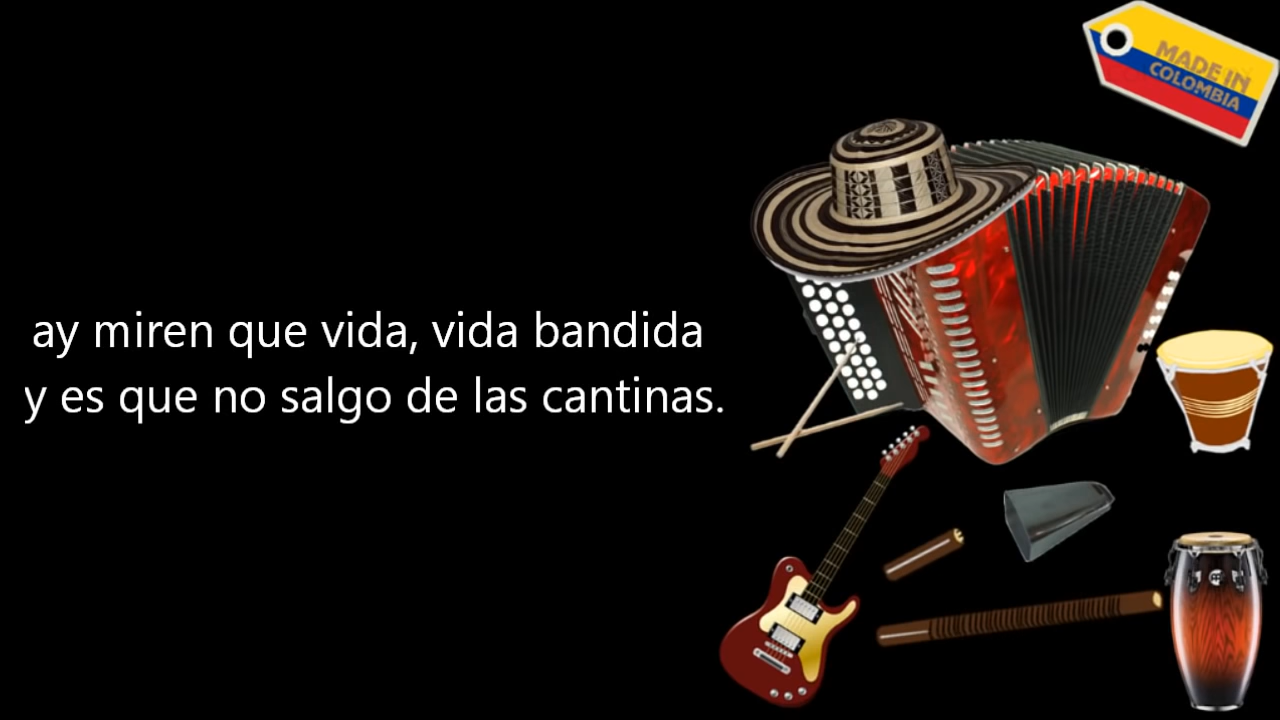 MADE IN
COLOMBIA
ay miren que vida, vida bandida
y es que no salgo de las cantinas.